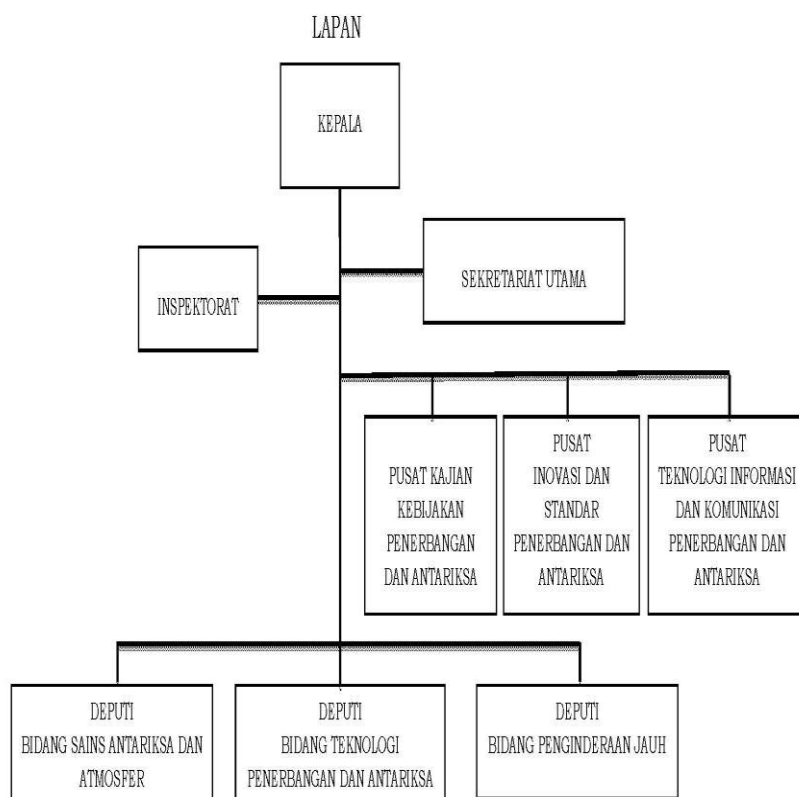 LAPAN
KEPALA
SEKRETARIAT UTAMA
INSPEKTORAT
PUSAT KAJIAN
KEBIJAKAN
PENERBANGAN
DAN ANTARIKSA
PUSAT
INOVASI DAN
STANDAR
PENERBANGAN DAN
ANTARIKSA
PUSAT
TEKNOLOGI INFORMASI
DAN KOMUNIKASI
PENERBANGAN DAN
ANTARIKSA
DEPUTI
BIDANG SAINS ANTARIKSA DAN
ATMOSFER
DEPUTI
BIDANG TEKNOLOGI
PENERBANGAN DAN ANTARIKSA
DEPUTI
BIDANG PENGINDERAAN JAUH